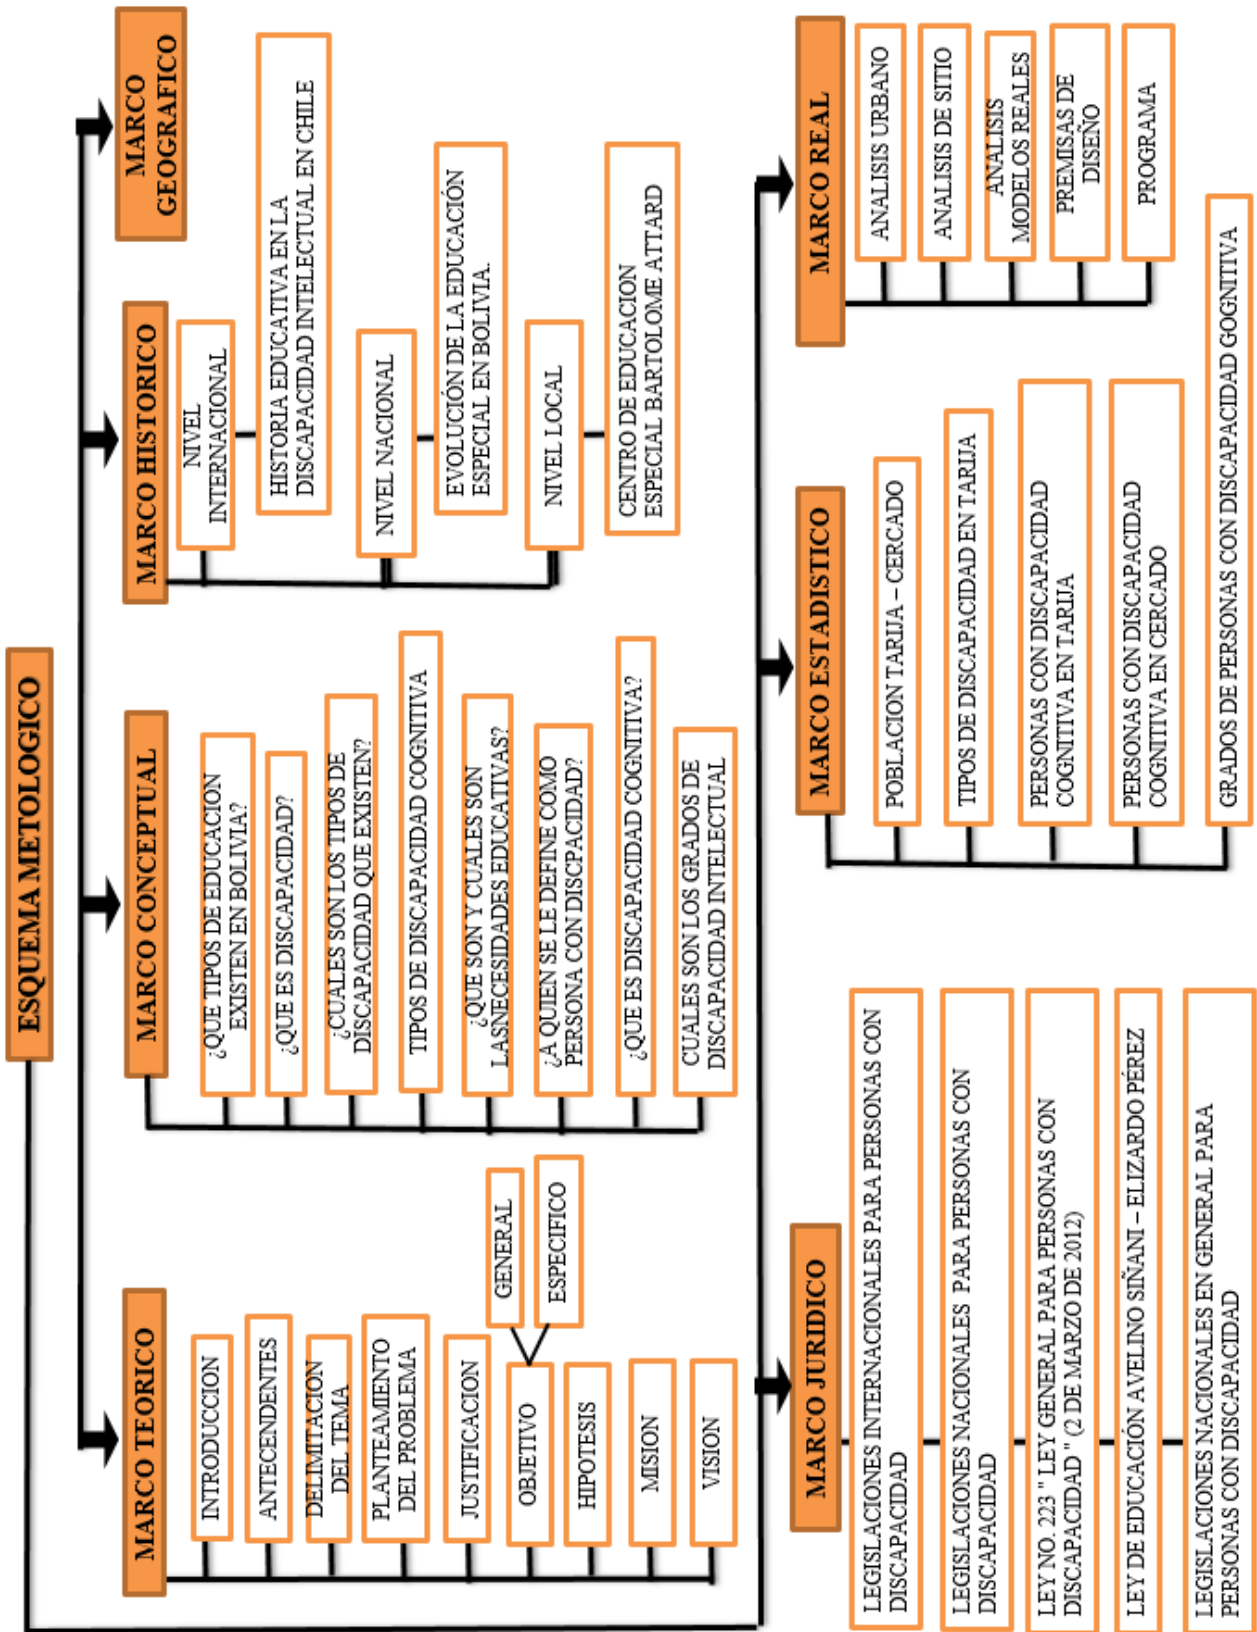 ESQUEMA METOLOGICO
MARCO TEORICO
INTRODUCCION
ANTECENDENTES
DELIMITACION
DEL TEMA
PLANTEAMIENTO
DEL PROBLEMA
JUSTIFICACION
OBJETIVO
GENERAL
ESPECIFICO
HIPOTESIS
MISION
VISION
MARCO CONCEPTUAL
¿QUE TIPOS DE EDUCACION
EXISTEN EN BOLIVIA?
¿QUE ES DISCAPACIDAD?
¿CUALES SON LOS TIPOS DE
DISCAPACIDAD QUE EXISTEN?
TIPOS DE DISCAPACIDAD COGNITIVA
¿QUE SON Y CUALES SON
LASNECESIDADES EDUCATIVAS?
¿A QUIEN SE LE DEFINE COMO
PERSONA CON DISCPACIDAD?
¿QUE ES DISCAPACIDAD COGNITIVA?
CUALES SON LOS GRADOS DE
DISCAPACIDAD INTELECTUAL
MARCO HISTORICO
NIVEL
INTERNACIONAL
HISTORIA EDUCATIVA EN LA
DISCAPACIDAD INTELECTUAL EN CHILE
NIVEL NACIONAL
EVOLUCIÓN DE LA EDUCACIÓN
ESPECIAL EN BOLIVIA.
NIVEL LOCAL
CENTRO DE EDUCACION
ESPECIAL BARTOLOME ATTARD
MARCO
GEOGRAFICO
MARCO JURIDICO
LEGISLACIONES INTERNACIONALES PARA PERSONAS CON
DISCAPACIDAD
LEGISLACIONES NACIONALES PARA PERSONAS CON
DISCAPACIDAD
LEY NO. 223 " LEY GENERAL PARA PERSONAS CON
DISCAPACIDAD " (2 DE MARZO DE 2012)
LEY DE EDUCACIÓN AVELINO SIÑANI – ELIZARDO PÉREZ
LEGISLACIONES NACIONALES EN GENERAL PARA
PERSONAS CON DISCAPACIDAD
MARCO ESTADISTICO
POBLACION TARIJA – CERCADO
TIPOS DE DISCAPACIDAD EN TARIJA
PERSONAS CON DISCAPACIDAD
COGNITIVA EN TARIJA
PERSONAS CON DISCAPACIDAD
COGNITIVA EN CERCADO
GRADOS DE PERSONAS CON DISCAPACIDAD GOGNITIVA
MARCO REAL
ANALISIS URBANO
ANALISIS DE SITIO
ANALISIS
MODELOS REALES
PREMISAS DE
DISEÑO
PROGRAMA